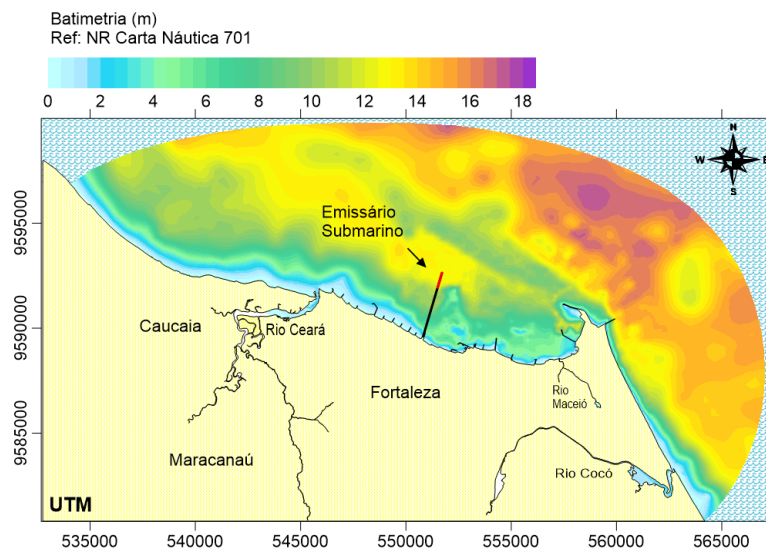 Batimetria (m)
Ref: NR Carta Náutica 701
0 2 4 6 8 10 12 14 16 18
N
W E
S
9595000
Emissário
Submarino
9590000
Caucaia
Rio Ceará
Fortaleza
Rio
Maceió
9585000
Maracanaú
Rio Cocó
UTM
535000 540000 545000 550000 555000 560000 565000